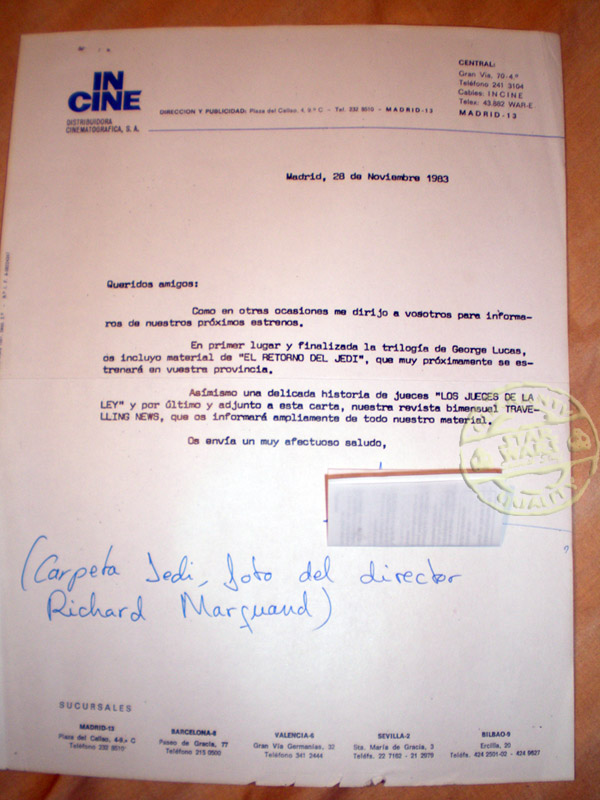 IN
CINE
DISTRIBUIDORA
CINEMATOGRAFICA, S. A.
DIRECCION Y PUBLICIDAD: Plaza del Callao, 4, 9.º C - Tel. 232 8010 - MADRID-13
CENTRAL:
Gran Vía, 70-4.º
Teléfono 241 3104
Cables: INCINE
Telex: 43.882 WAR-E
MADRID-13
Madrid, 28 de Noviembre 1983
Queridos amigos:
Como en otras ocasiones me dirijo a vosotros para informa-
ros de nuestros próximos estrenos.
En primer lugar y finalizada la trilogía de George Lucas,
os incluyo material de "EL RETORNO DEL JEDI", que muy próximamente se es-
trenará en vuestra provincia.
Asímismo una delicada historia de jueces "LOS JUECES DE LA
LEY" y por último y adjunto a esta carta, nuestra revista bimensual TRAVE-
LLING NEWS, que os informará ampliamente de todo nuestro material.
Os envía un muy afectuoso saludo,
(Carpeta Jedi, foto del director
Richard Marquand)
SUCURSALES
MADRID-13
Plaza del Callao, 4-9.º C
Teléfono 232 8010
BARCELONA-8
Paseo de Gracia, 77
Teléfono 215 0500
VALENCIA-6
Gran Vía Germanías,
Teléfono 341 2444
SEVILLA-2
Sta. María de Gracia, 3
Teléfs. 22 7162 - 21 2079
BILBAO-9
Ercilla, 20
Teléfs. 424 2501-02 - 424 9627